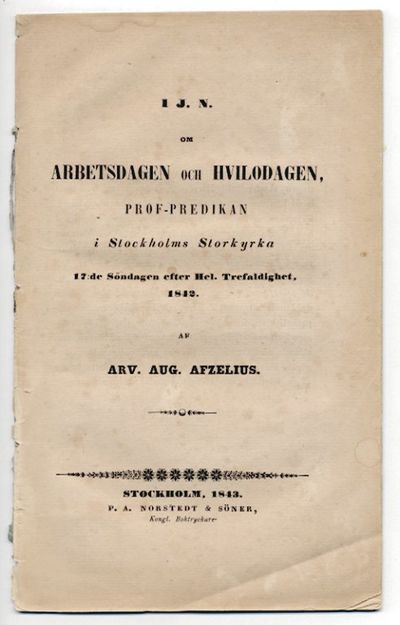 I J. N.
OM
ARBETSDAGEN OCH HVILODAGEN,
PROF-PREDIKAN
i Stockholms Storkyrka
17:de Söndagen efter Hel. Trefaldighet,
1842.
AF
ARV. AUG. AFZELIUS.
STOCKHOLM, 1843.
P. A. NORSTEDT & SÖNER,
Kongl. Boktryckare